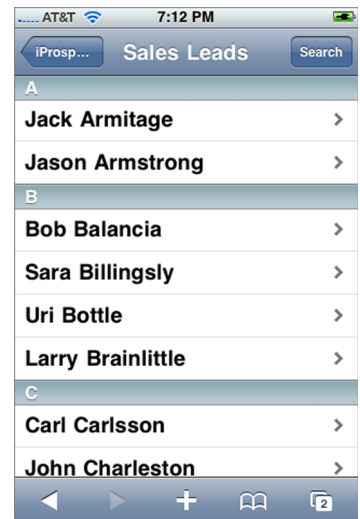 AT&T 7:12 PM
iProsp... Sales Leads Search
A
Jack Armitage
Jason Armstrong
B
Bob Balancia
Sara Billingsly
Uri Bottle
Larry Brainlittle
C
Carl Carlsson
John Charleston
2